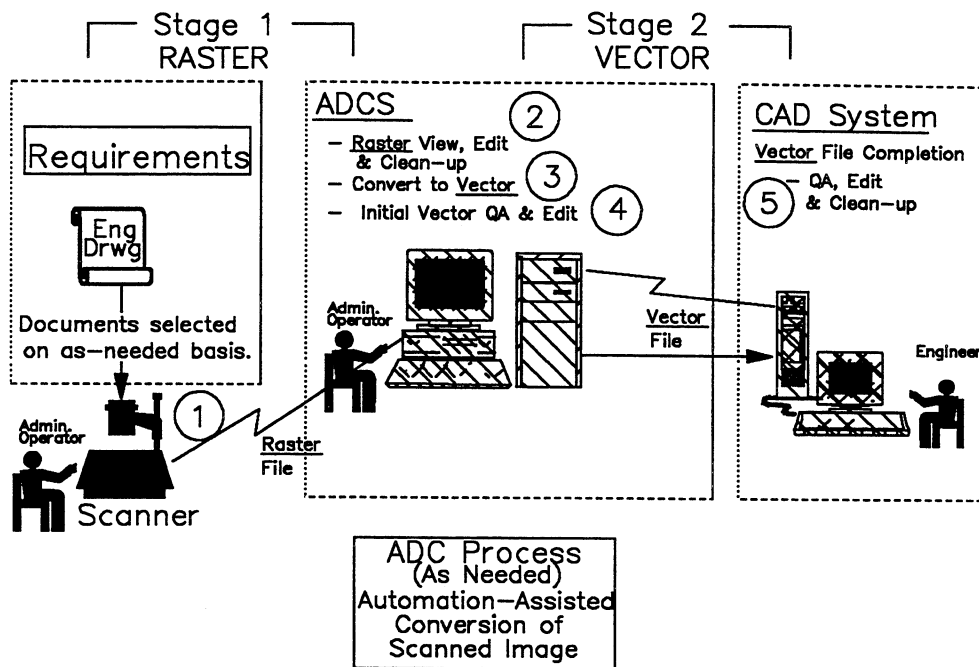 Stage 1
RASTER
Stage 2
VECTOR
Requirements
Eng
Drwg
Documents selected
on as-needed basis.
1
Admin.
Operator
Scanner
Raster
File
ADCS
2
– Raster View, Edit
& Clean-up
– Convert to Vector
3
– Initial Vector QA & Edit
4
Admin.
Operator
Vector
File
CAD System
Vector File Completion
5
– QA, Edit
& Clean-up
Engineer
ADC Process
(As Needed)
Automation-Assisted
Conversion of
Scanned Image